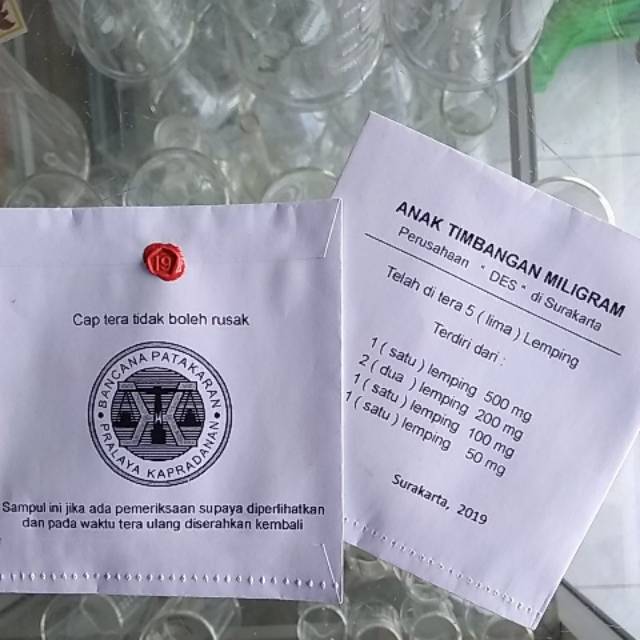 19
Cap tera tidak boleh rusak
BANCANA PATAKARAN
PRALAYA KAPRADANAN
Sampul ini jika ada pemeriksaan supaya diperlihatkan
dan pada waktu tera ulang diserahkan kembali
ANAK TIMBANGAN MILIGRAM
Perusahaan " DES " di Surakarta
Telah di tera 5 ( lima ) Lemping
Terdiri dari :
1 ( satu ) lemping 500 mg
2 ( dua ) lemping 200 mg
1 ( satu ) lemping 100 mg
1 ( satu ) lemping 50 mg
Surakarta, 2019